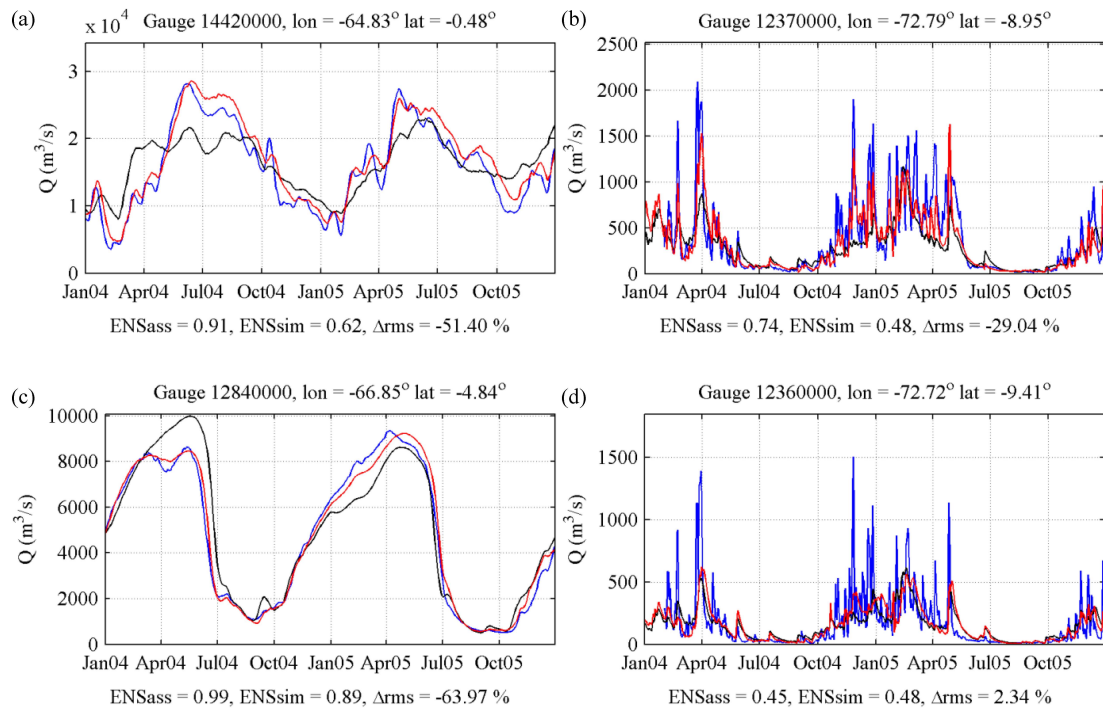 (a)
Gauge 14420000, lon = -64.83° lat = -0.48°
x 10⁴
3
2
1
0
Q (m³/s)
Jan04 Apr04 Jul04 Oct04 Jan05 Apr05 Jul05 Oct05
ENSass = 0.91, ENSsim = 0.62, Δrms = -51.40 %
(b)
Gauge 12370000, lon = -72.79° lat = -8.95°
2500
2000
1500
1000
500
0
Q (m³/s)
Jan04 Apr04 Jul04 Oct04 Jan05 Apr05 Jul05 Oct05
ENSass = 0.74, ENSsim = 0.48, Δrms = -29.04 %
(c)
Gauge 12840000, lon = -66.85° lat = -4.84°
10000
8000
6000
4000
2000
0
Q (m³/s)
Jan04 Apr04 Jul04 Oct04 Jan05 Apr05 Jul05 Oct05
ENSass = 0.99, ENSsim = 0.89, Δrms = -63.97 %
(d)
Gauge 12360000, lon = -72.72° lat = -9.41°
1500
1000
500
0
Q (m³/s)
Jan04 Apr04 Jul04 Oct04 Jan05 Apr05 Jul05 Oct05
ENSass = 0.45, ENSsim = 0.48, Δrms = 2.34 %